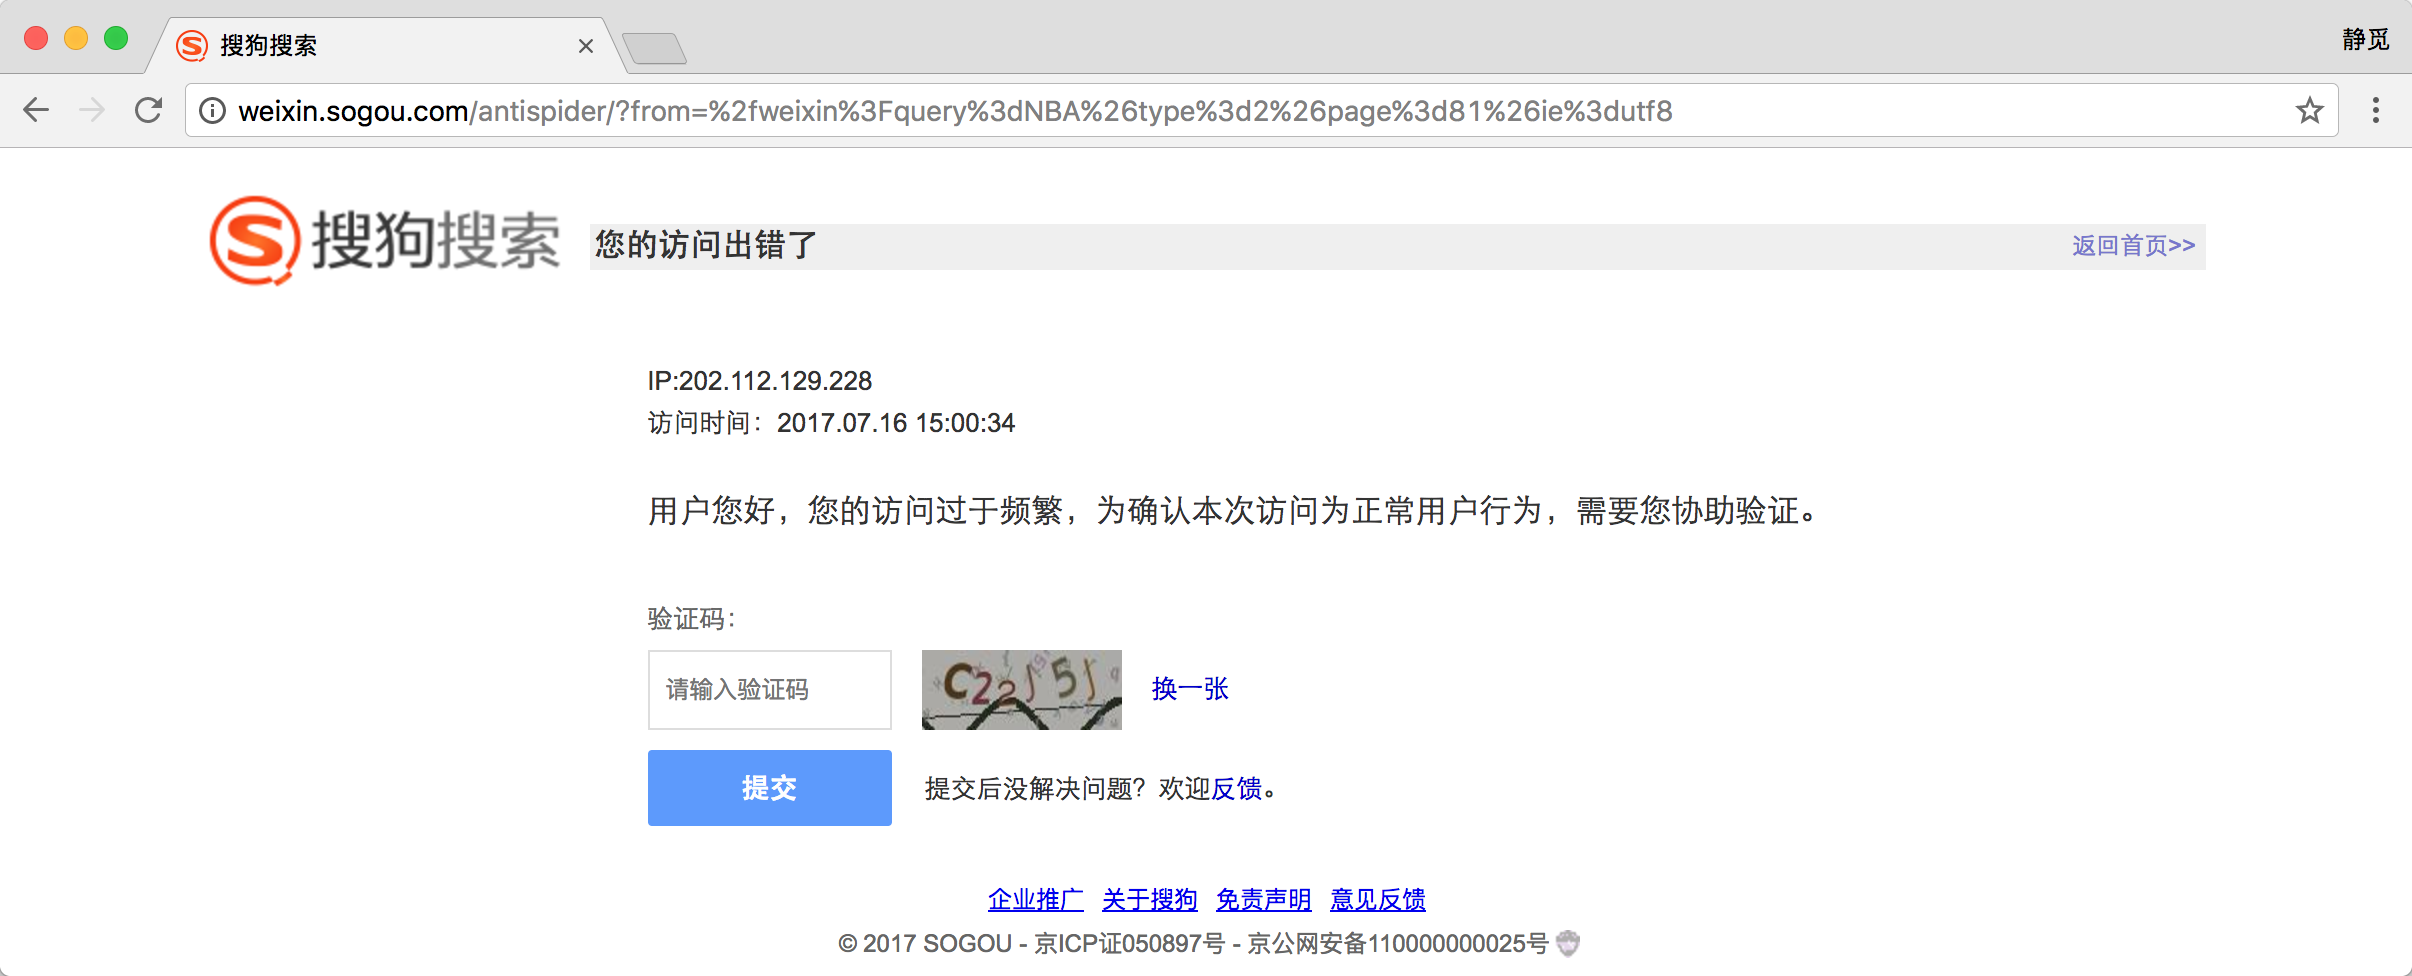 搜狗搜索
静觅
weixin.sogou.com/antispider/?from=%2fweixin%3Fquery%3dNBA%26type%3d2%26page%3d81%26ie%3dutf8
搜狗搜索 您的访问出错了 返回首页>>
IP:202.112.129.228
访问时间：2017.07.16 15:00:34
用户您好，您的访问过于频繁，为确认本次访问为正常用户行为，需要您协助验证。
验证码：
请输入验证码 换一张
提交 提交后没解决问题？欢迎反馈。
企业推广 关于搜狗 免责声明 意见反馈
© 2017 SOGOU - 京ICP证050897号 - 京公网安备110000000025号